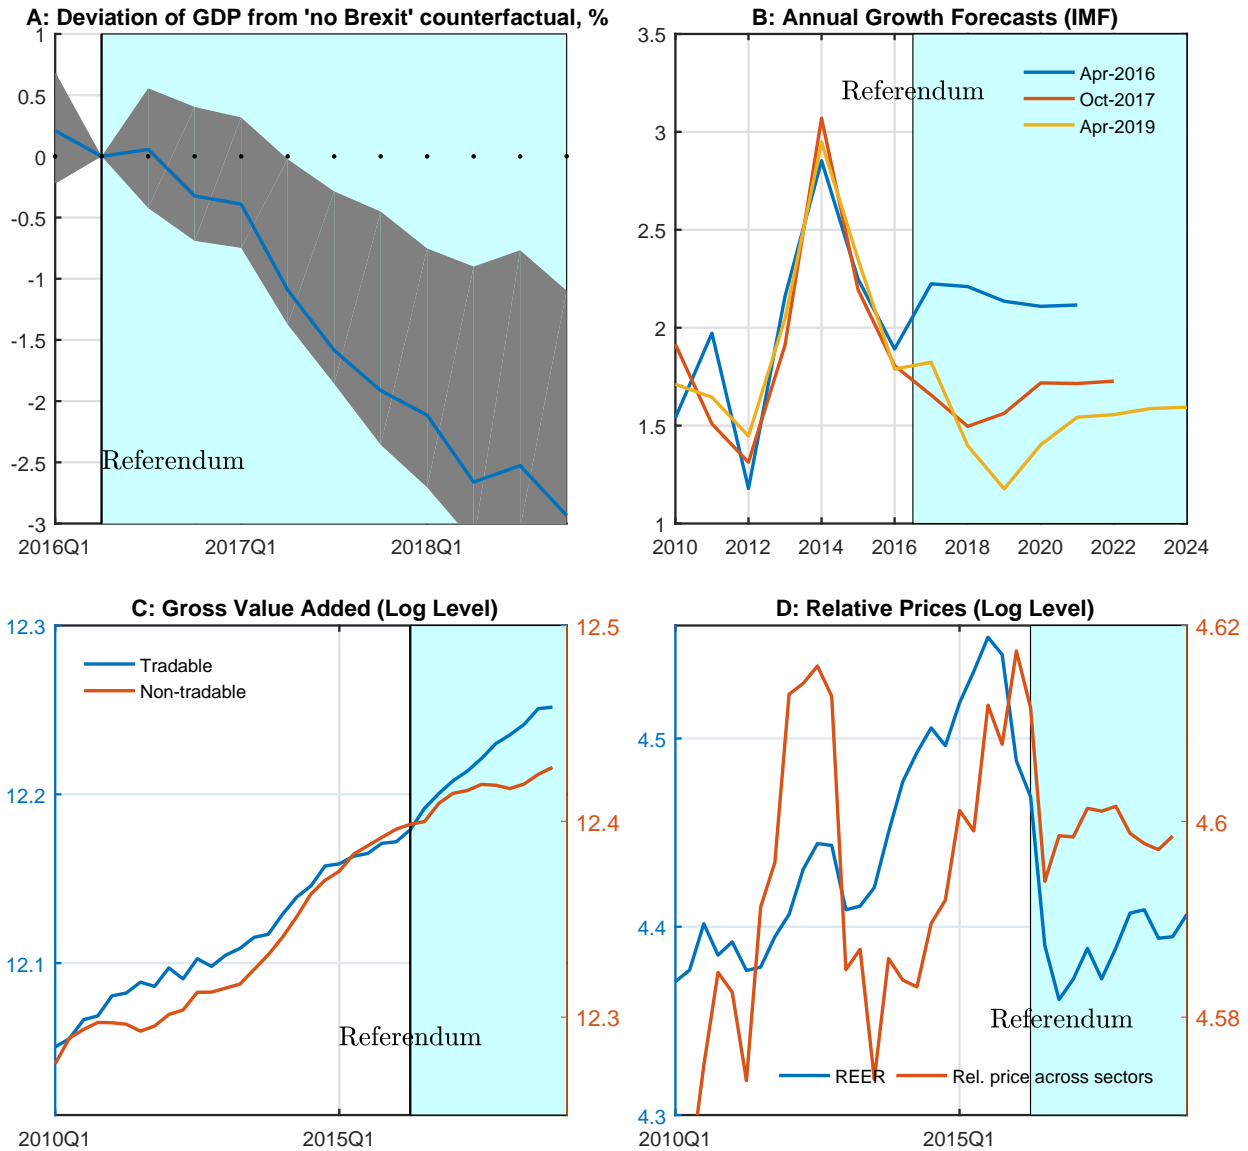 A: Deviation of GDP from 'no Brexit' counterfactual, %
1
0.5
0
-0.5
-1
-1.5
-2
-2.5
-3
Referendum
2016Q1
2017Q1
2018Q1
B: Annual Growth Forecasts (IMF)
3.5
3
2.5
2
1.5
1
Referendum
Apr-2016
Oct-2017
Apr-2019
2010
2012
2014
2016
2018
2020
2022
2024
C: Gross Value Added (Log Level)
12.3
12.2
12.1
12.5
12.4
12.3
Tradable
Non-tradable
Referendum
2010Q1
2015Q1
D: Relative Prices (Log Level)
4.5
4.4
4.3
4.62
4.6
4.58
Referendum
REER
Rel. price across sectors
2010Q1
2015Q1